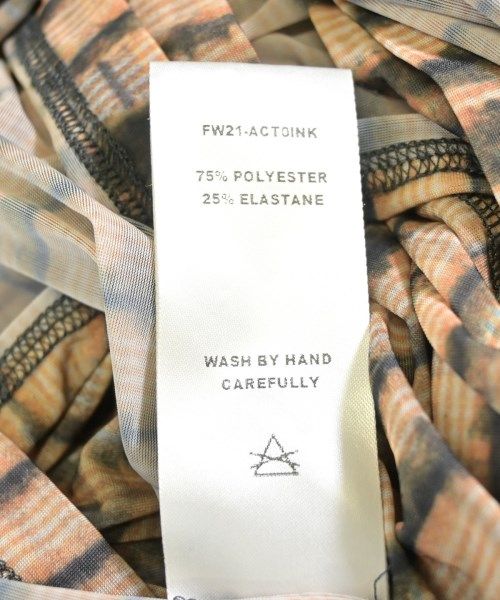 FW21-ACT0INK
75% POLYESTER
25% ELASTANE
WASH BY HAND
CAREFULLY